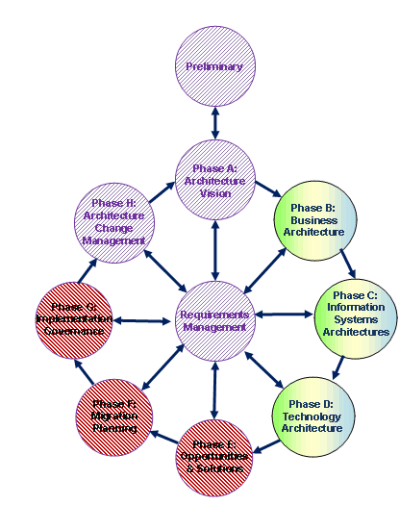 Preliminary
Phase A:
Architecture
Vision
Phase H:
Architecture
Change
Management
Phase B:
Business
Architecture
Phase G:
Implementation
Governance
Requirements
Management
Phase C:
Information
Systems
Architectures
Phase F:
Migration
Planning
Phase D:
Technology
Architecture
Phase E:
Opportunities
& Solutions